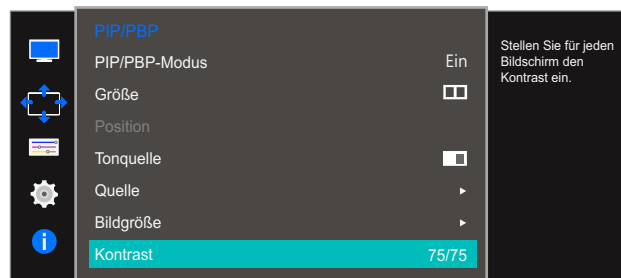 PIP/PBP
PIP/PBP-Modus Ein
Größe
Position
Tonquelle
Quelle
Bildgröße
Kontrast 75/75
Stellen Sie für jeden
Bildschirm den
Kontrast ein.